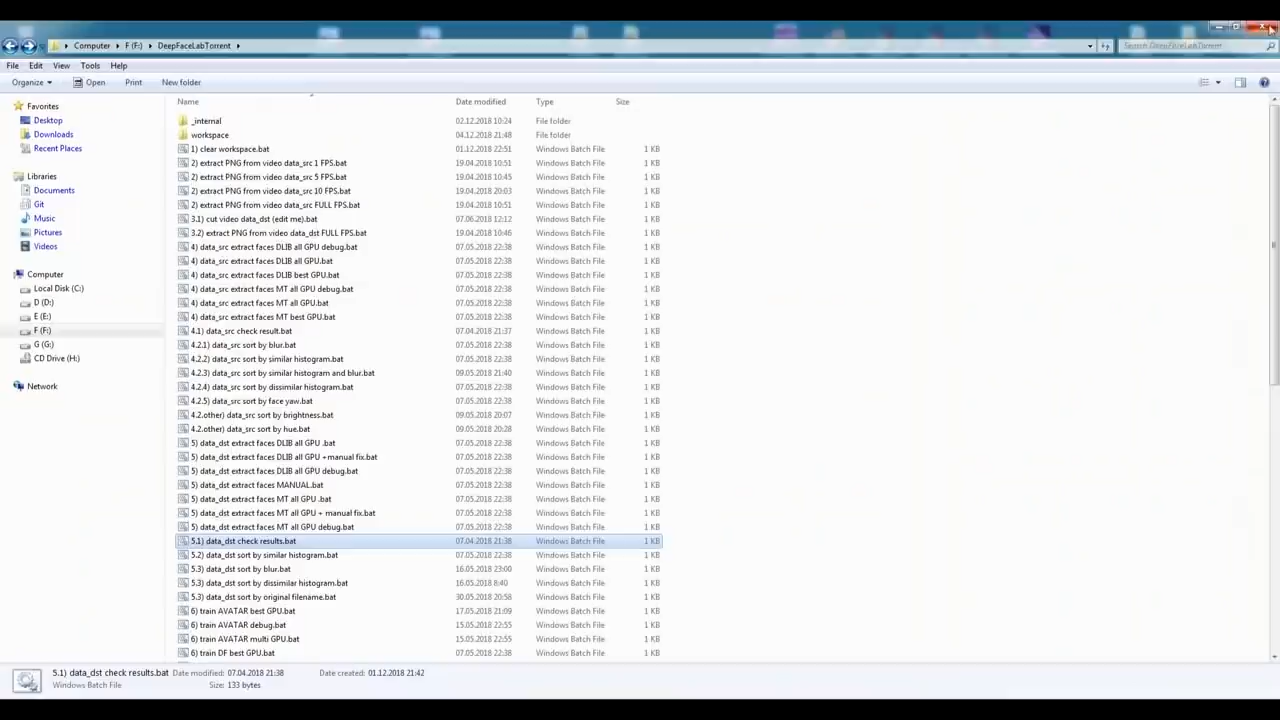 Computer ▸ F (F:) ▸ DeepFaceLabTorrent ▸
Search DeepFaceLabTorrent
File Edit View Tools Help
Organize Open Print New folder
Name Date modified Type Size
Favorites
Desktop
Downloads
Recent Places
Libraries
Documents
Git
Music
Pictures
Videos
Computer
Local Disk (C:)
D (D:)
E (E:)
F (F:)
G (G:)
CD Drive (H:)
Network
_internal 02.12.2018 10:24 File folder
workspace 04.12.2018 21:48 File folder
1) clear workspace.bat 01.12.2018 22:51 Windows Batch File 1 KB
2) extract PNG from video data_src 1 FPS.bat 19.04.2018 10:51 Windows Batch File 1 KB
2) extract PNG from video data_src 5 FPS.bat 19.04.2018 10:45 Windows Batch File 1 KB
2) extract PNG from video data_src 10 FPS.bat 19.04.2018 20:03 Windows Batch File 1 KB
2) extract PNG from video data_src FULL FPS.bat 19.04.2018 10:51 Windows Batch File 1 KB
3.1) cut video data_dst (edit me).bat 07.06.2018 12:12 Windows Batch File 1 KB
3.2) extract PNG from video data_dst FULL FPS.bat 19.04.2018 10:46 Windows Batch File 1 KB
4) data_src extract faces DLIB all GPU debug.bat 07.05.2018 22:38 Windows Batch File 1 KB
4) data_src extract faces DLIB all GPU.bat 07.05.2018 22:38 Windows Batch File 1 KB
4) data_src extract faces DLIB best GPU.bat 07.05.2018 22:38 Windows Batch File 1 KB
4) data_src extract faces MT all GPU debug.bat 07.05.2018 22:38 Windows Batch File 1 KB
4) data_src extract faces MT all GPU.bat 07.05.2018 22:38 Windows Batch File 1 KB
4) data_src extract faces MT best GPU.bat 07.05.2018 22:38 Windows Batch File 1 KB
4.1) data_src check result.bat 07.04.2018 21:37 Windows Batch File 1 KB
4.2.1) data_src sort by blur.bat 07.05.2018 22:38 Windows Batch File 1 KB
4.2.2) data_src sort by similar histogram.bat 07.05.2018 22:38 Windows Batch File 1 KB
4.2.3) data_src sort by similar histogram and blur.bat 09.05.2018 21:40 Windows Batch File 1 KB
4.2.4) data_src sort by dissimilar histogram.bat 07.05.2018 22:38 Windows Batch File 1 KB
4.2.5) data_src sort by face yaw.bat 07.05.2018 22:38 Windows Batch File 1 KB
4.2.other) data_src sort by brightness.bat 09.05.2018 20:07 Windows Batch File 1 KB
4.2.other) data_src sort by hue.bat 09.05.2018 20:28 Windows Batch File 1 KB
5) data_dst extract faces DLIB all GPU .bat 07.05.2018 22:38 Windows Batch File 1 KB
5) data_dst extract faces DLIB all GPU +manual fix.bat 07.05.2018 22:38 Windows Batch File 1 KB
5) data_dst extract faces DLIB all GPU debug.bat 07.05.2018 22:38 Windows Batch File 1 KB
5) data_dst extract faces MANUAL.bat 07.05.2018 22:38 Windows Batch File 1 KB
5) data_dst extract faces MT all GPU .bat 07.05.2018 22:38 Windows Batch File 1 KB
5) data_dst extract faces MT all GPU + manual fix.bat 07.05.2018 22:38 Windows Batch File 1 KB
5) data_dst extract faces MT all GPU debug.bat 07.05.2018 22:38 Windows Batch File 1 KB
5.1) data_dst check results.bat 07.04.2018 21:38 Windows Batch File 1 KB
5.2) data_dst sort by similar histogram.bat 07.05.2018 22:38 Windows Batch File 1 KB
5.3) data_dst sort by blur.bat 16.05.2018 23:00 Windows Batch File 1 KB
5.3) data_dst sort by dissimilar histogram.bat 16.05.2018 8:40 Windows Batch File 1 KB
5.3) data_dst sort by original filename.bat 30.05.2018 20:58 Windows Batch File 1 KB
6) train AVATAR best GPU.bat 17.05.2018 21:09 Windows Batch File 1 KB
6) train AVATAR debug.bat 15.05.2018 22:55 Windows Batch File 1 KB
6) train AVATAR multi GPU.bat 15.05.2018 22:55 Windows Batch File 1 KB
6) train DF best GPU.bat 07.05.2018 22:38 Windows Batch File 1 KB
5.1) data_dst check results.bat Date modified: 07.04.2018 21:38 Date created: 01.12.2018 21:42
Windows Batch File Size: 133 bytes